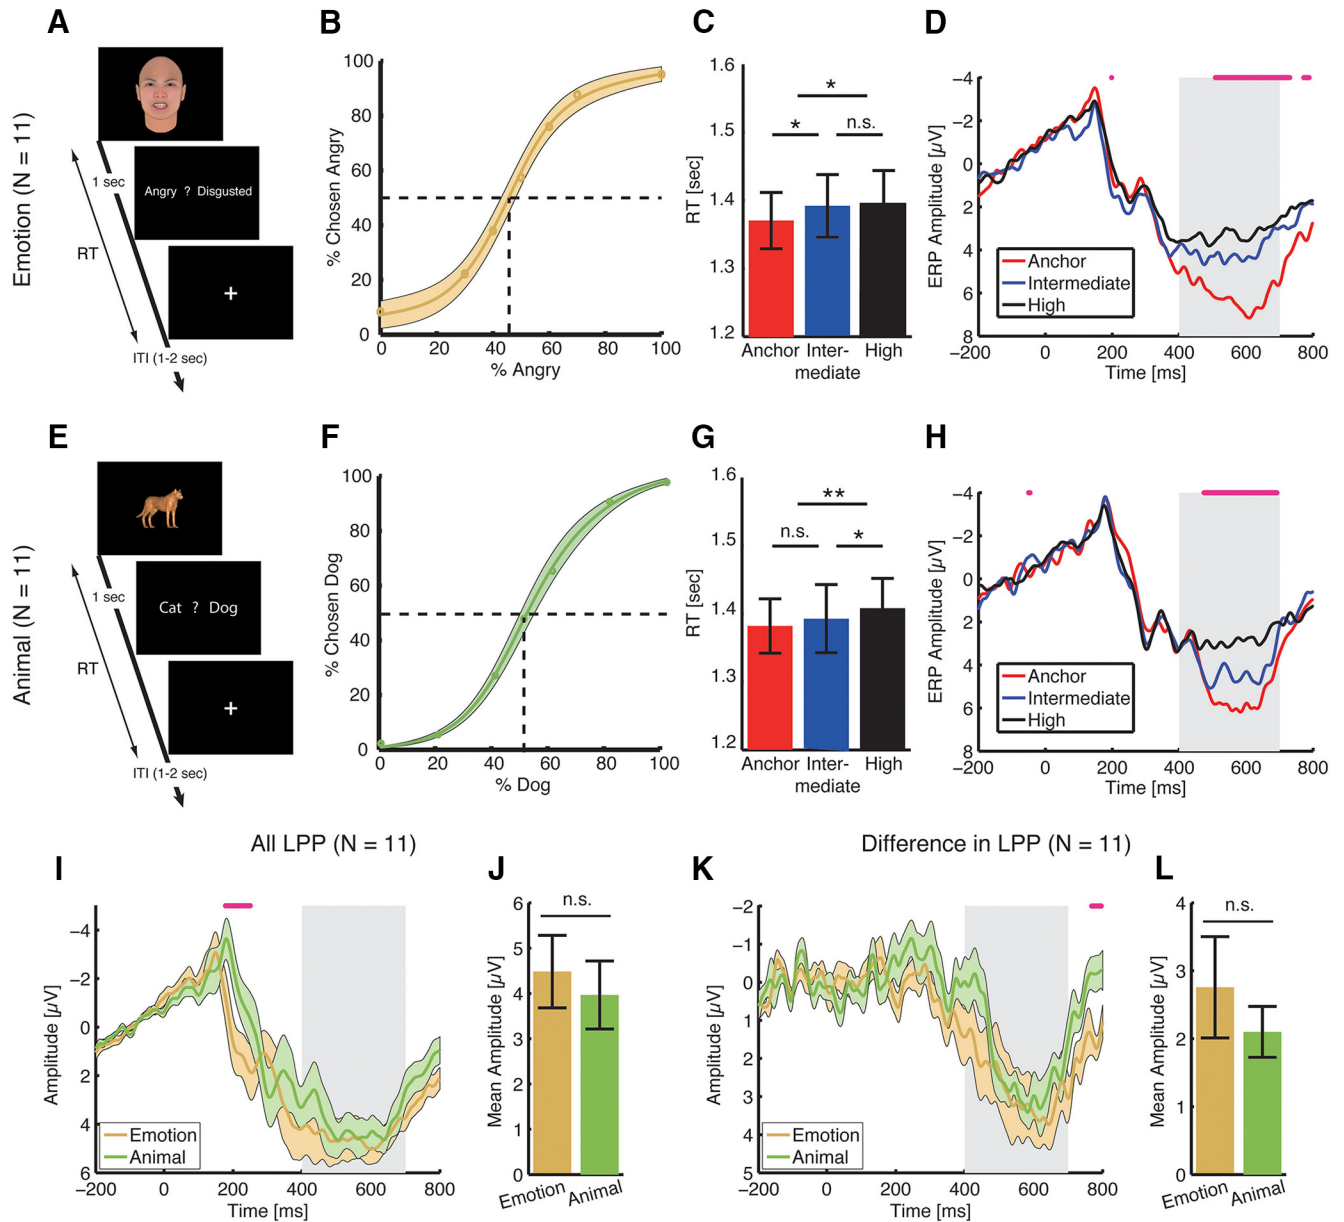 A
B
C
D
Emotion (N = 11)
1 sec
Angry ? Disgusted
RT
+
ITI (1-2 sec)
% Chosen Angry
100
80
60
40
20
0
0 20 40 60 80 100
% Angry
RT [sec]
1.6
1.5
1.4
1.3
1.2
*
* n.s.
Anchor Inter- High
mediate
ERP Amplitude [µV]
−4
−2
0
2
4
6
8
Anchor
Intermediate
High
−200 0 200 400 600 800
Time [ms]
E
F
G
H
Animal (N = 11)
1 sec
Cat ? Dog
RT
+
ITI (1-2 sec)
% Chosen Dog
100
80
60
40
20
0
0 20 40 60 80 100
% Dog
RT [sec]
1.6
1.5
1.4
1.3
1.2
**
n.s. *
Anchor Inter- High
mediate
ERP Amplitude [µV]
−4
−2
0
2
4
6
8
Anchor
Intermediate
High
−200 0 200 400 600 800
Time [ms]
All LPP (N = 11)
Difference in LPP (N = 11)
I
J
K
L
Amplitude [µV]
−4
−2
0
2
4
6
Emotion
Animal
−200 0 200 400 600 800
Time [ms]
Mean Amplitude [µV]
6
5
4
3
2
1
0
n.s.
Emotion Animal
Amplitude [µV]
−2
−1
0
1
2
3
4
5
Emotion
Animal
−200 0 200 400 600 800
Time [ms]
Mean Amplitude [µV]
4
3
2
1
0
n.s.
Emotion Animal